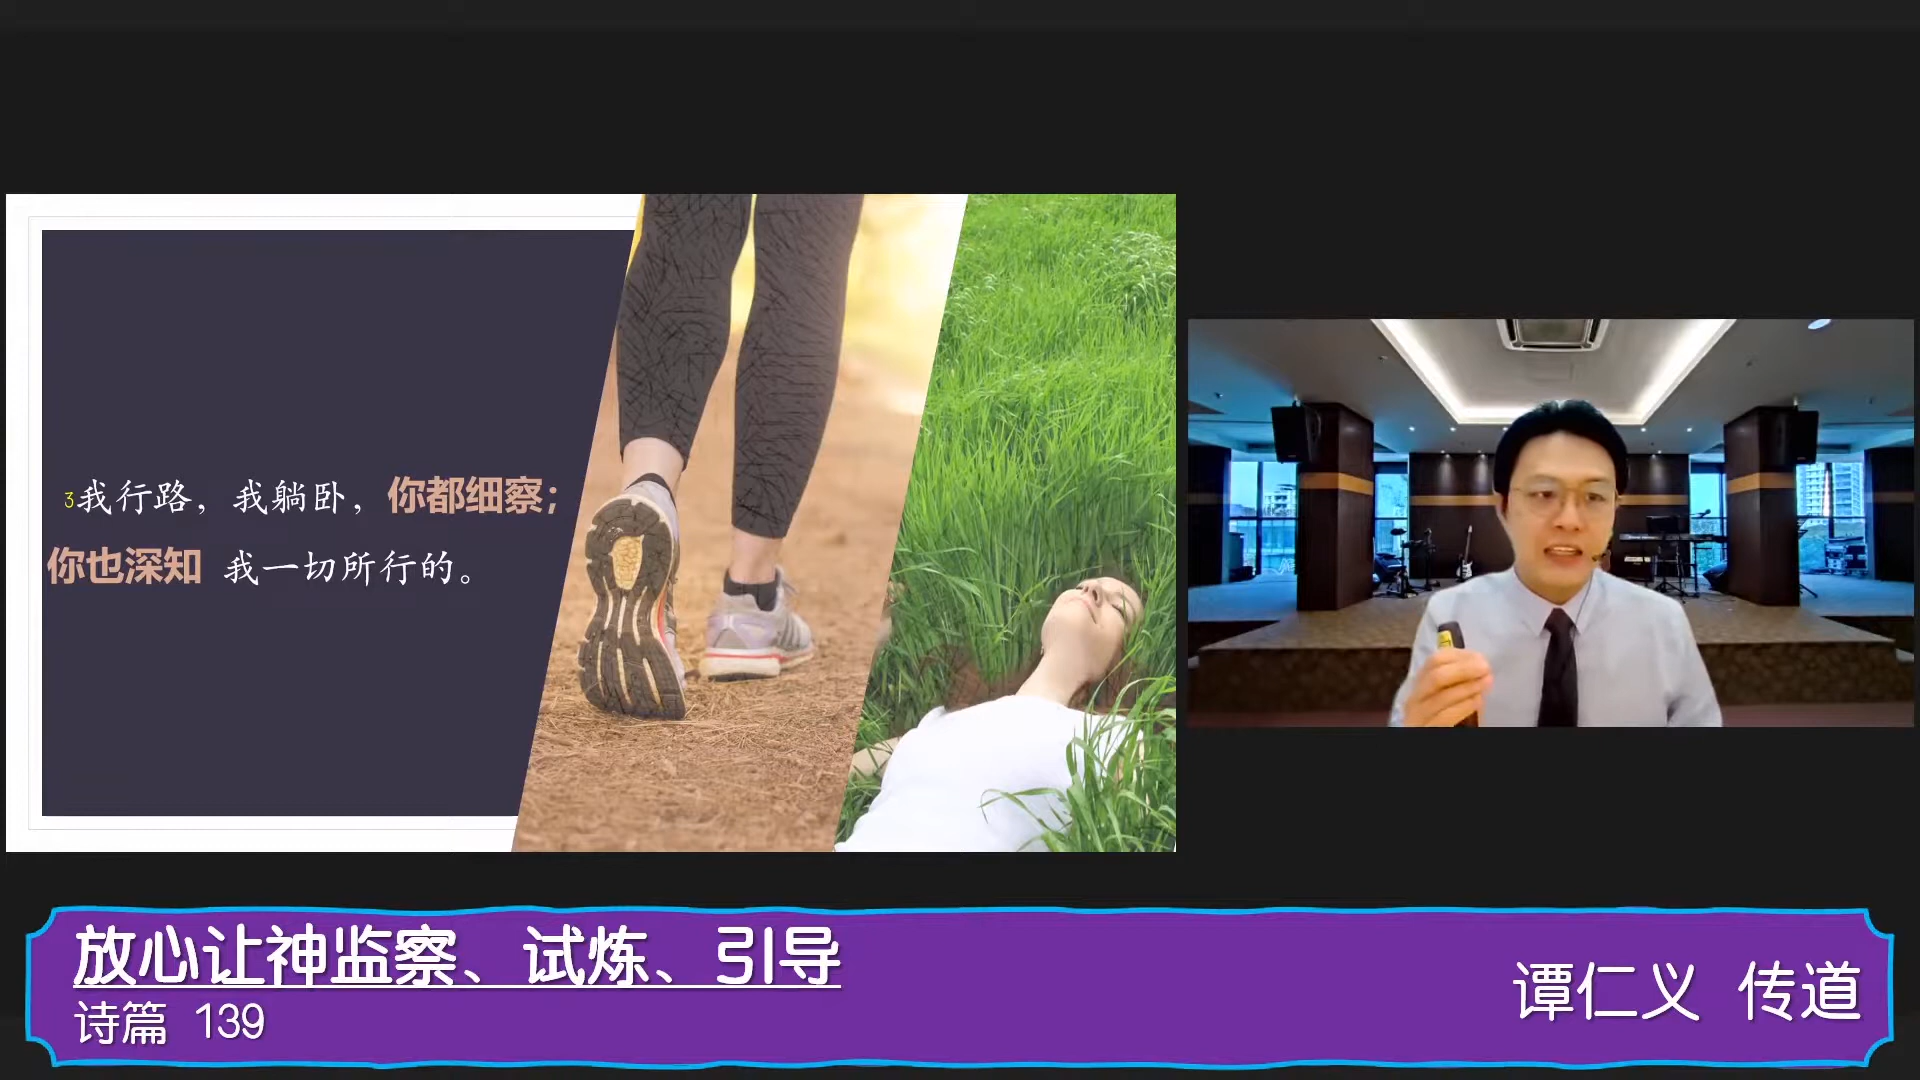 3我行路，我躺卧，你都细察；
你也深知 我一切所行的。
放心让神监察、试炼、引导
诗篇 139
谭仁义 传道